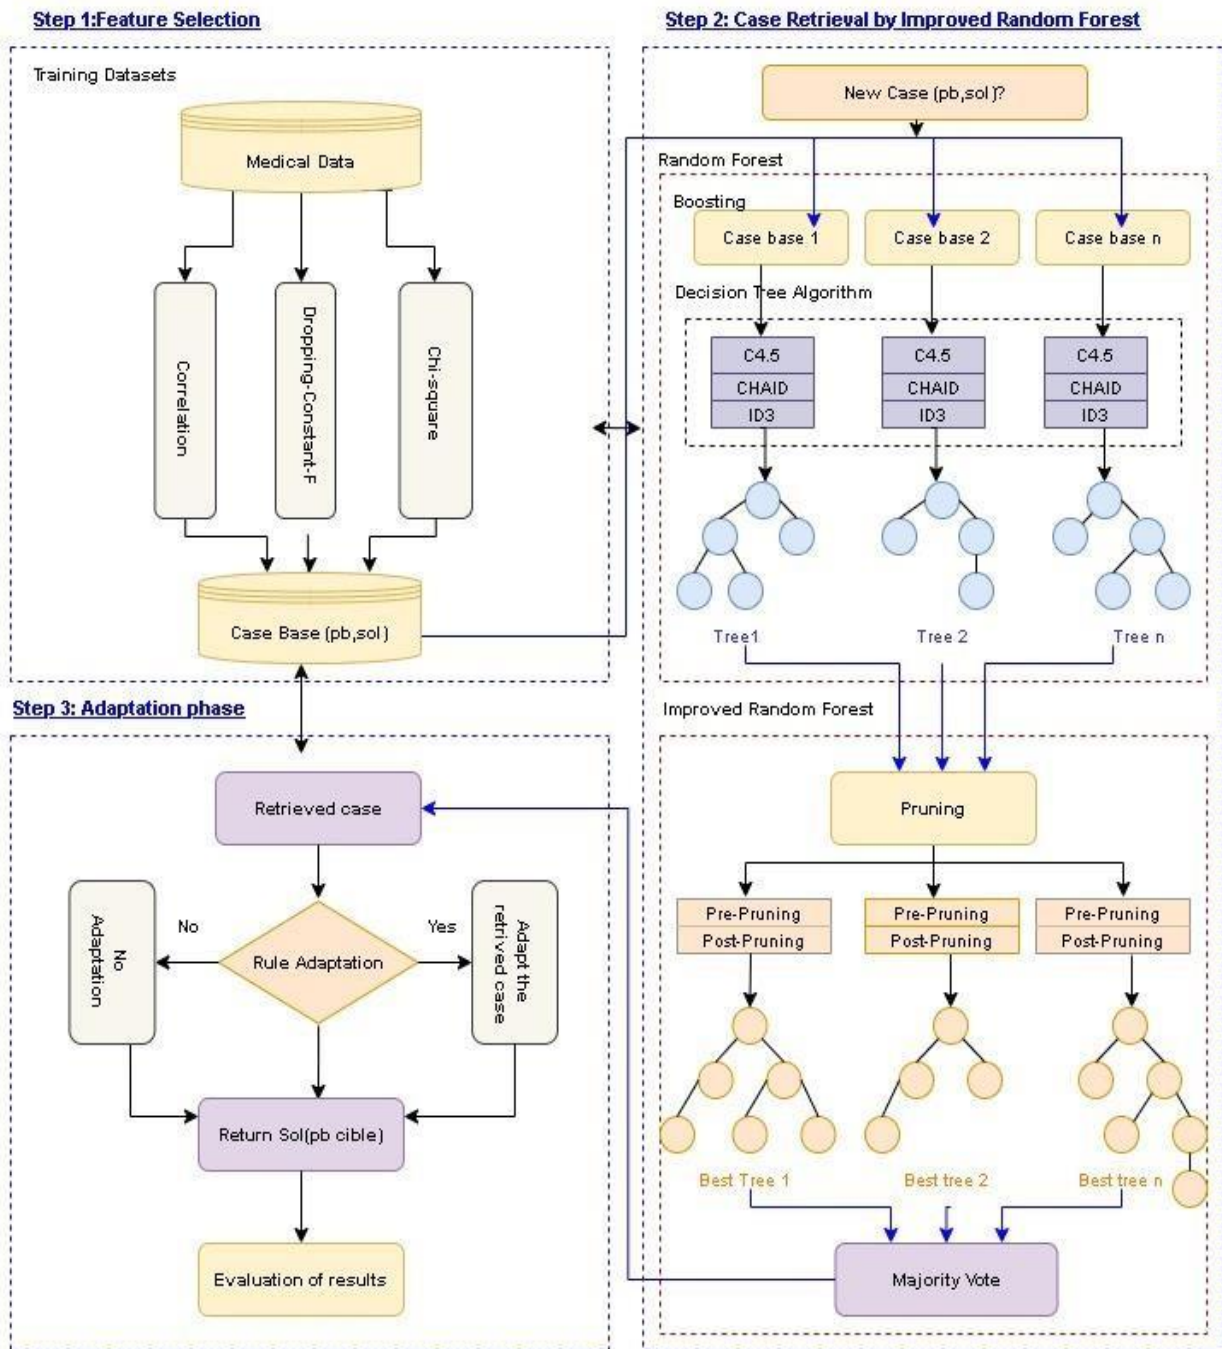 Step 1:Feature Selection
Training Datasets
Medical Data
Correlation
Dropping-Constant-F
Chi-square
Case Base (pb,sol)
Step 2: Case Retrieval by Improved Random Forest
New Case (pb,sol)?
Random Forest
Boosting
Case base 1
Case base 2
Case base n
Decision Tree Algorithm
C4.5
CHAID
ID3
C4.5
CHAID
ID3
C4.5
CHAID
ID3
Tree1
Tree 2
Tree n
Improved Random Forest
Pruning
Pre-Pruning
Post-Pruning
Pre-Pruning
Post-Pruning
Pre-Pruning
Post-Pruning
Best Tree 1
Best tree 2
Best tree n
Majority Vote
Step 3: Adaptation phase
Retrieved case
No
Adaptation
No
Rule Adaptation
Yes
Adapt the
retrived case
Return Sol(pb cible)
Evaluation of results